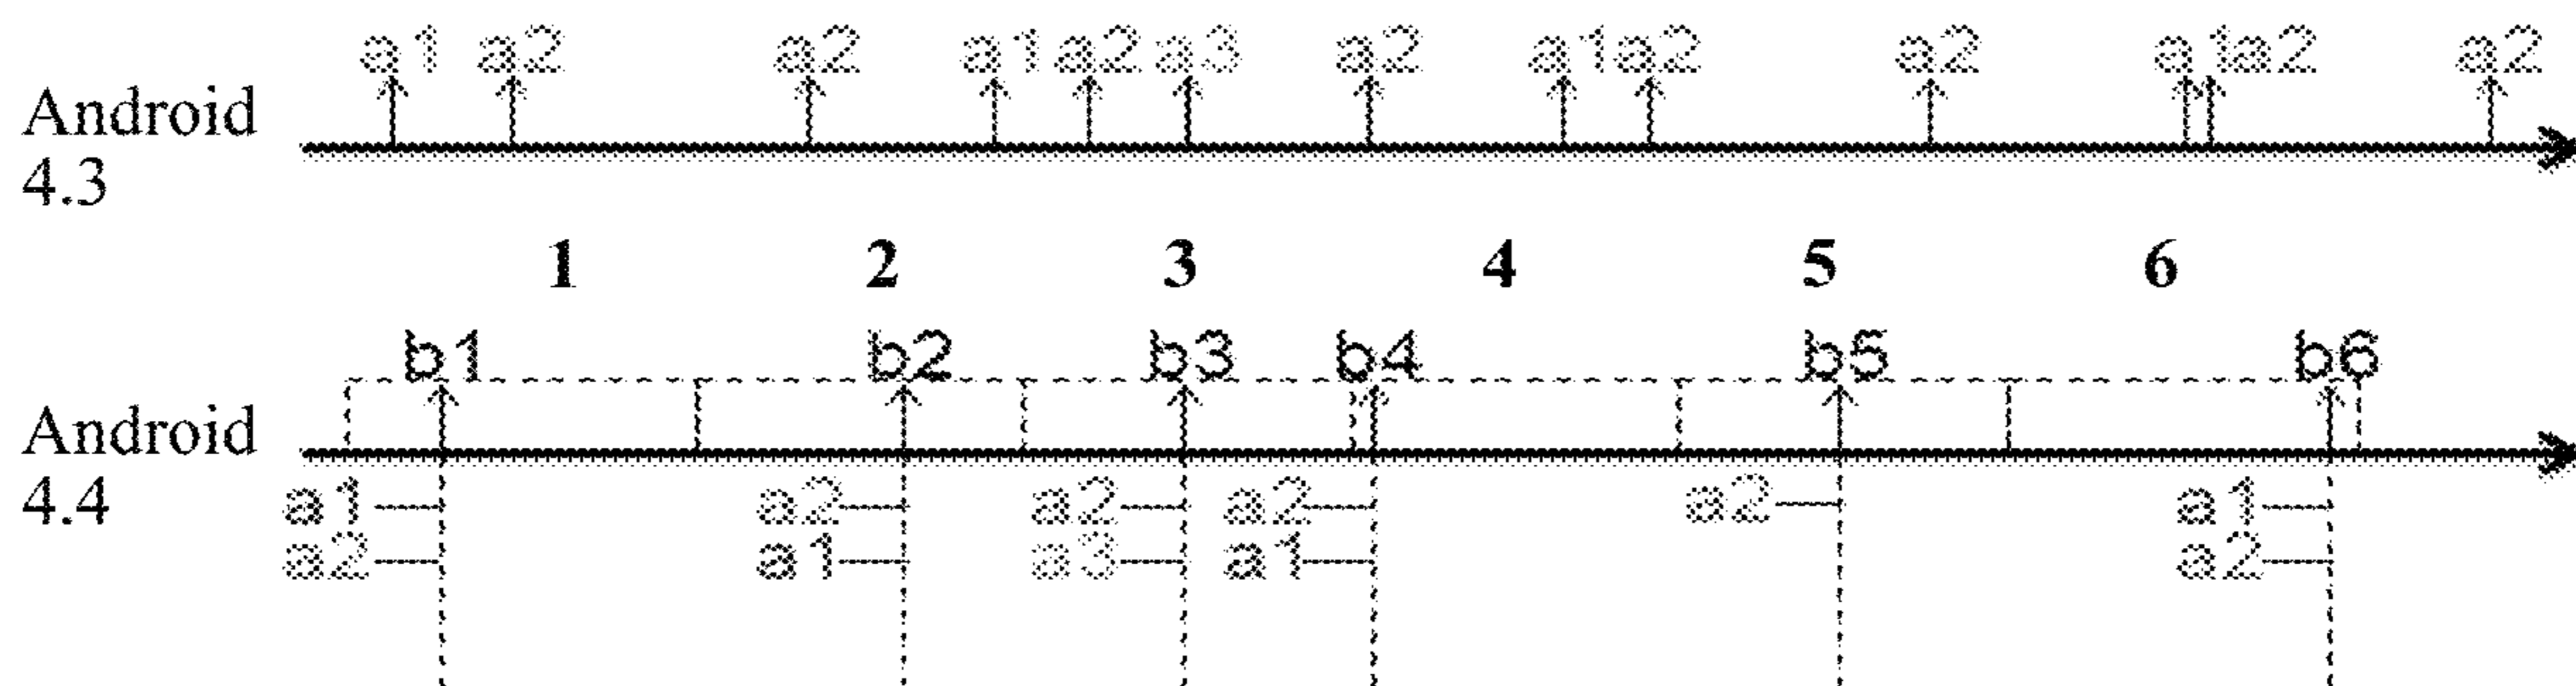 a1 a2 a2 a1 a2 a3 a2 a1 a2 a2 a1 a2 a2
Android
4.3
1 2 3 4 5 6
b1 b2 b3 b4 b5 b6
Android
4.4
a1 a2 a2 a2 a2 a1
a2 a1 a3 a1 a2